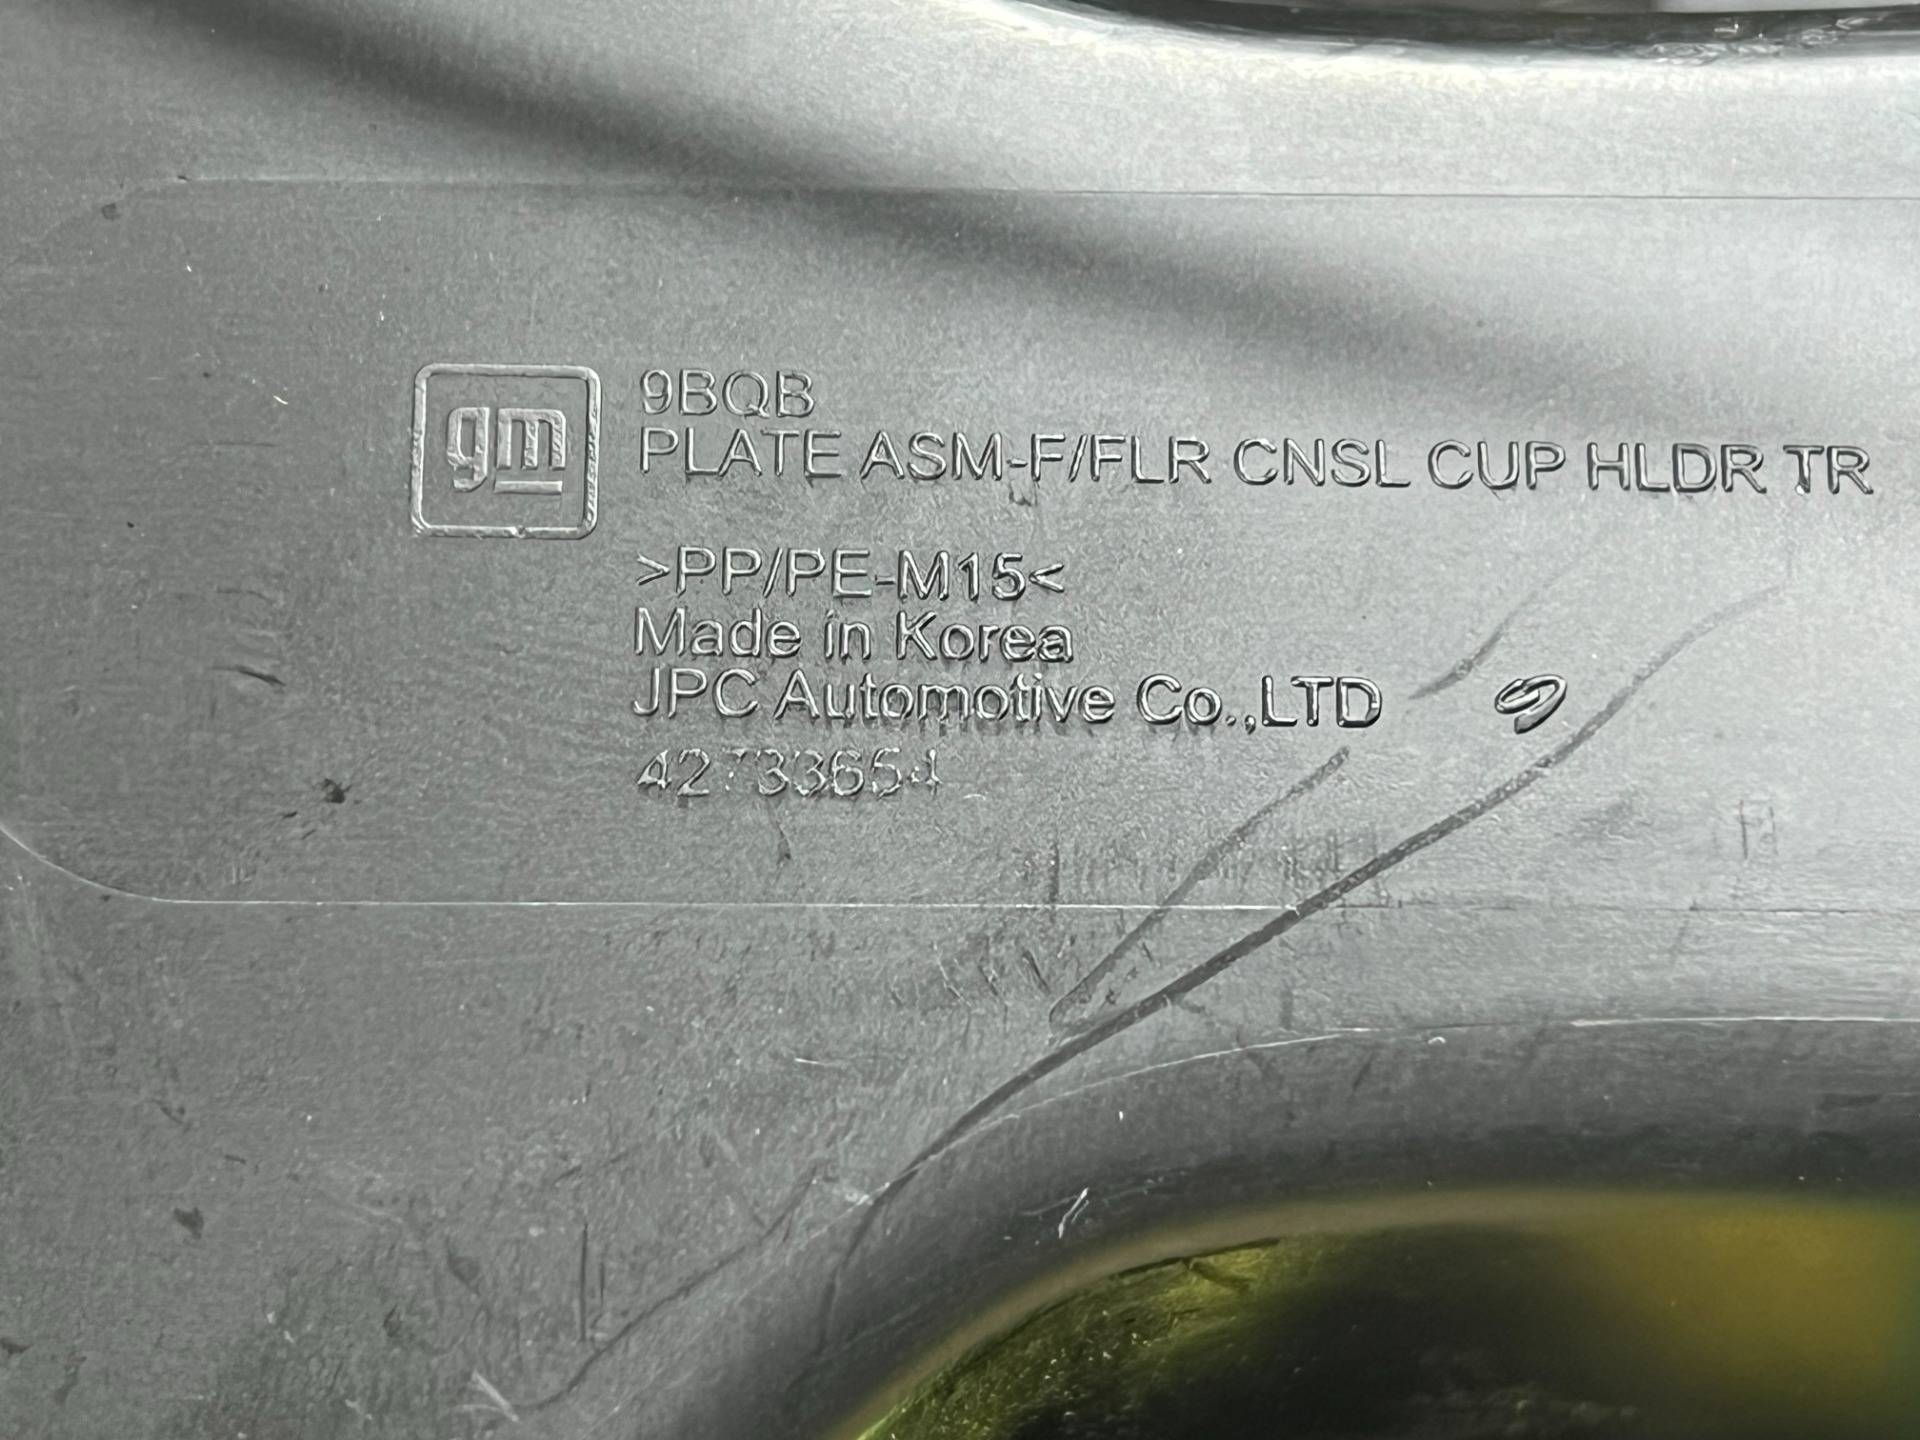 gm
9BQB
PLATE ASM-F/FLR CNSL CUP HLDR TR
>PP/PE-M15<
Made in Korea
JPC Automotive Co.,LTD
42733654